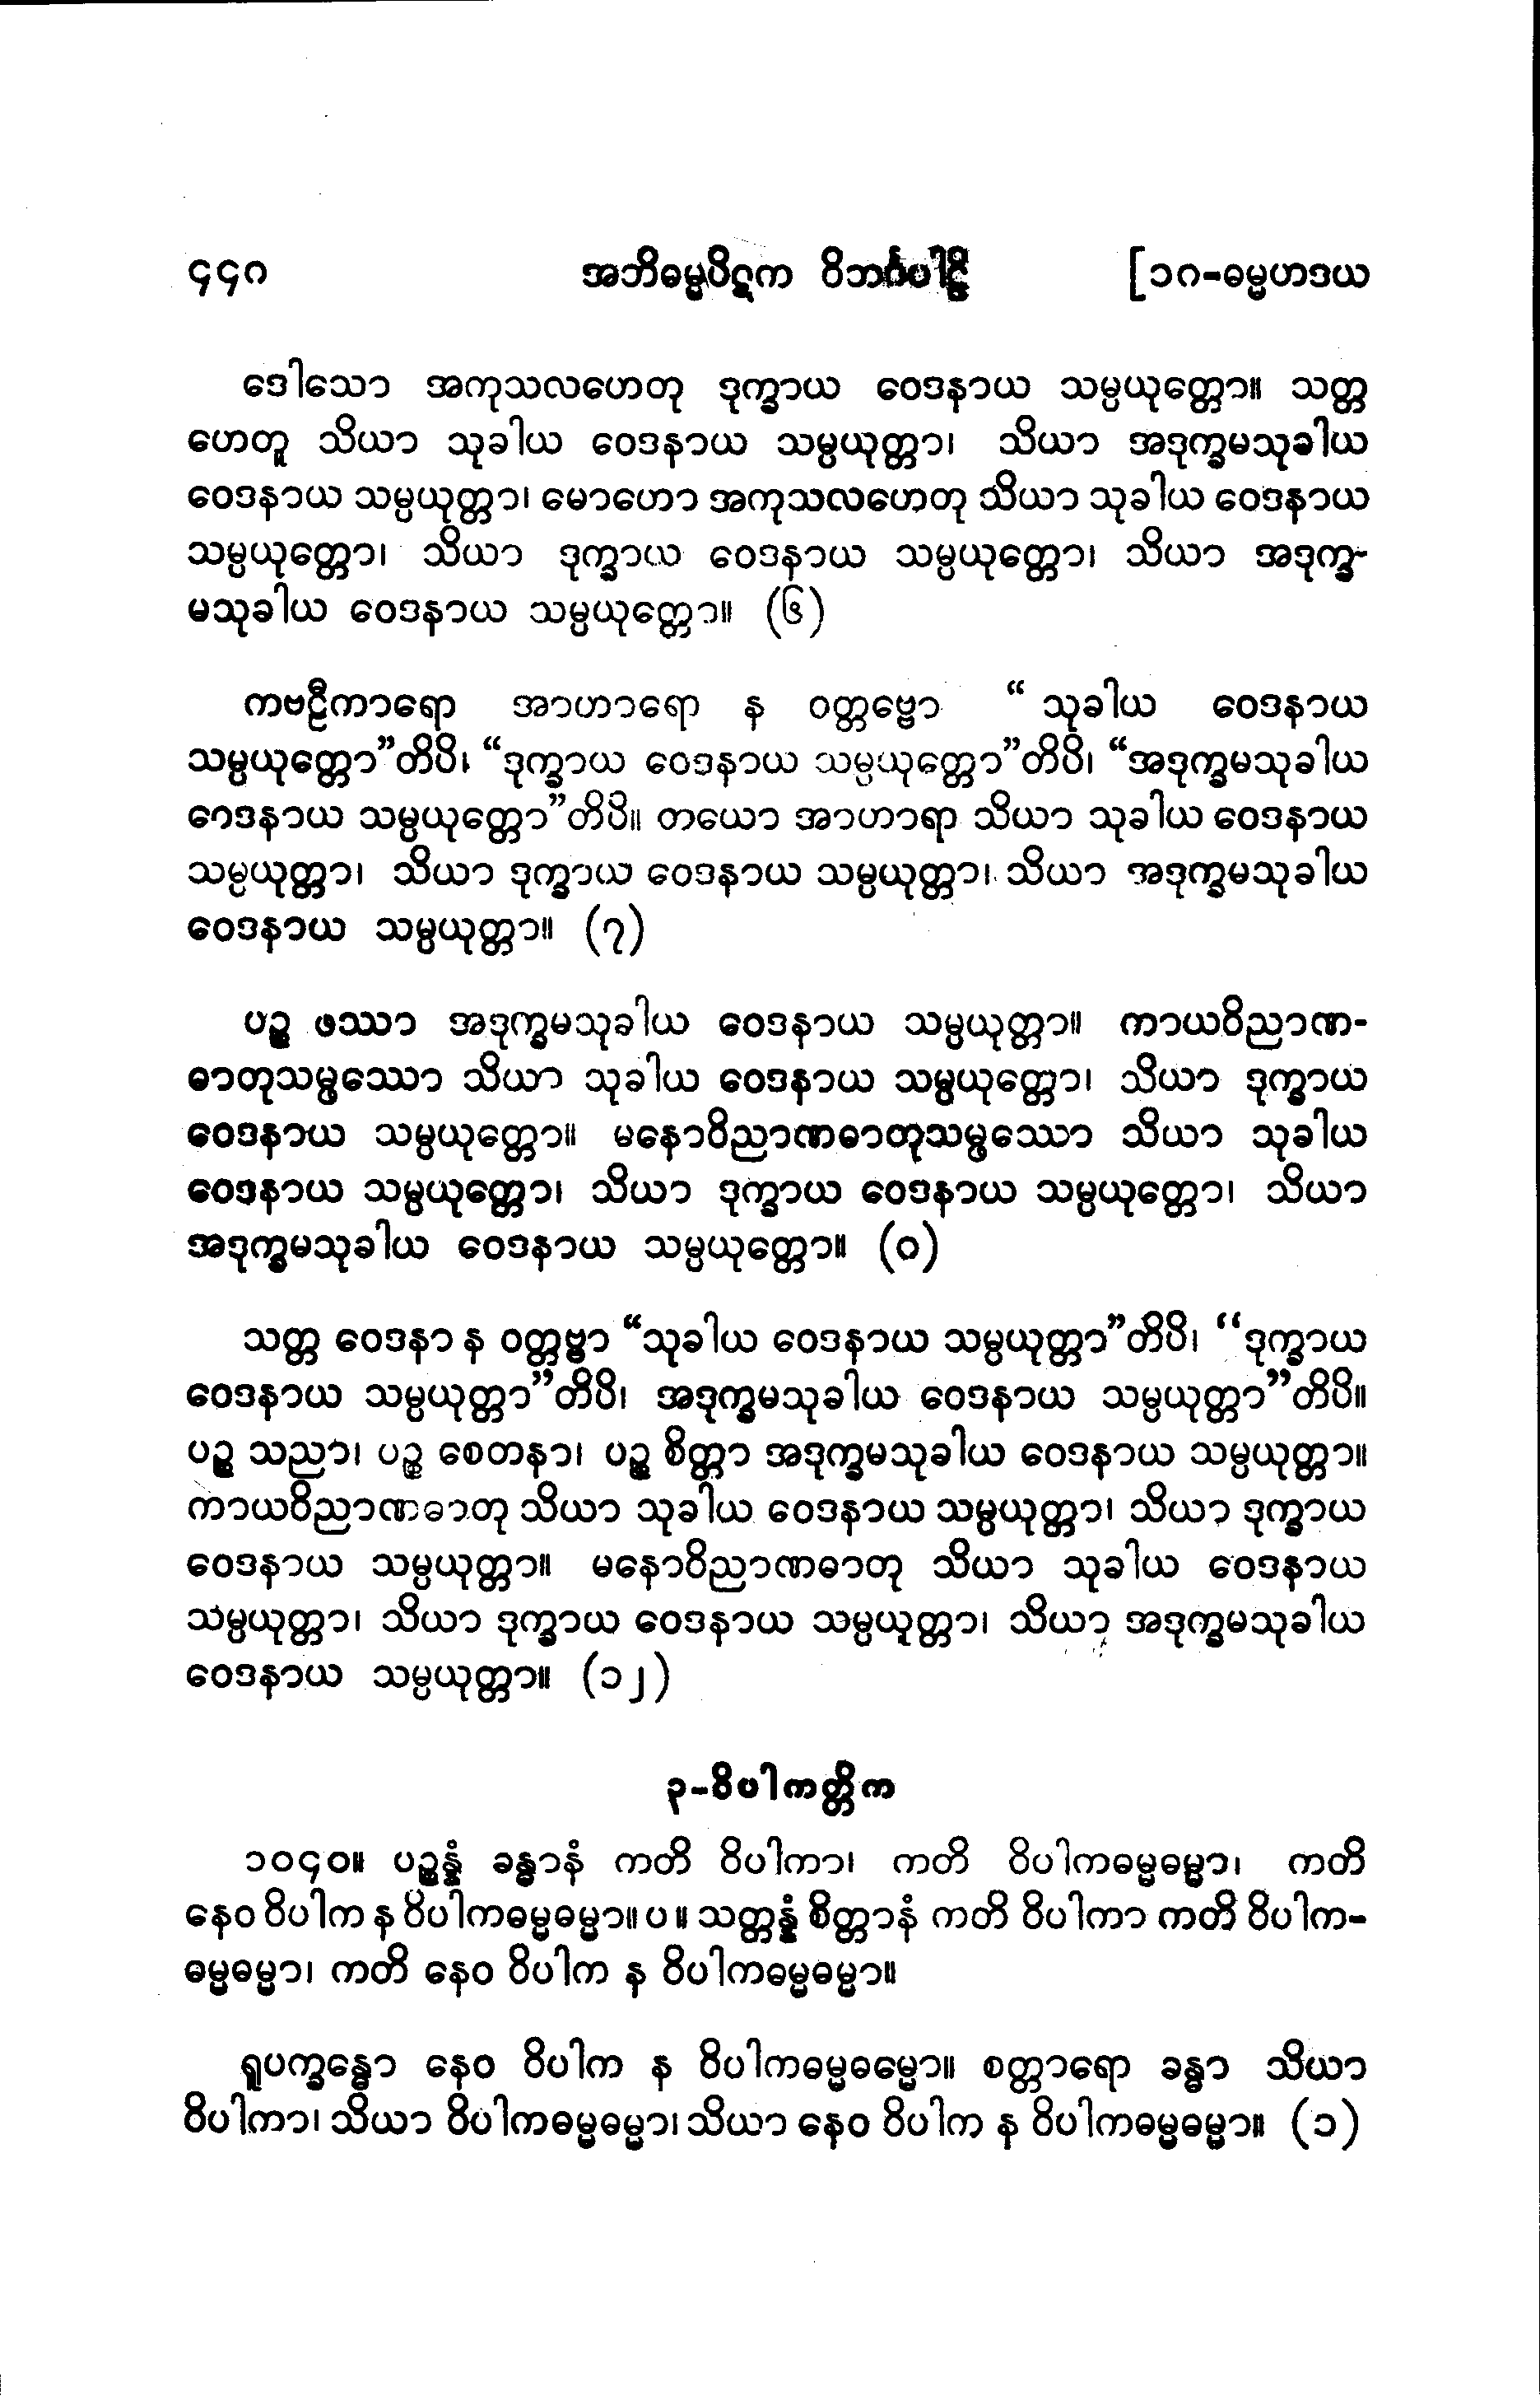 ၄၄၈ အဘိဓမ္မပိဋက ဝိဘင်္ဂပါဠိ [၁၈-ဓမ္မဟဒယ
ဒေါသော အကုသလဟေတု ဒုက္ခာယ ဝေဒနာယ သမ္ပယုတ္တော။ သတ္တ
ဟေတူ သိယာ သုခါယ ဝေဒနာယ သမ္ပယုတ္တာ၊ သိယာ အဒုက္ခမသုခါယ
ဝေဒနာယ သမ္ပယုတ္တာ၊ မောဟော အကုသလဟေတု သိယာ သုခါယ ဝေဒနာယ
သမ္ပယုတ္တော၊ သိယာ ဒုက္ခာယ ဝေဒနာယ သမ္ပယုတ္တော၊ သိယာ အဒုက္ခ-
မသုခါယ ဝေဒနာယ သမ္ပယုတ္တော။ (၆)
ကဗဠီကာရော အာဟာရော န ဝတ္တဗ္ဗော “သုခါယ ဝေဒနာယ
သမ္ပယုတ္တော”တိပိ၊ “ဒုက္ခာယ ဝေဒနာယ သမ္ပယုတ္တော”တိပိ၊ “အဒုက္ခမသုခါယ
ဝေဒနာယ သမ္ပယုတ္တော”တိပိ။ တယော အာဟာရာ သိယာ သုခါယ ဝေဒနာယ
သမ္ပယုတ္တာ၊ သိယာ ဒုက္ခာယ ဝေဒနာယ သမ္ပယုတ္တာ၊ သိယာ အဒုက္ခမသုခါယ
ဝေဒနာယ သမ္ပယုတ္တာ။ (၇)
ပဉ္စ ဖဿာ အဒုက္ခမသုခါယ ဝေဒနာယ သမ္ပယုတ္တာ။ ကာယဝိညာဏ-
ဓာတုသမ္ဖဿော သိယာ သုခါယ ဝေဒနာယ သမ္ပယုတ္တော၊ သိယာ ဒုက္ခာယ
ဝေဒနာယ သမ္ပယုတ္တော။ မနောဝိညာဏဓာတုသမ္ဖဿော သိယာ သုခါယ
ဝေဒနာယ သမ္ပယုတ္တော၊ သိယာ ဒုက္ခာယ ဝေဒနာယ သမ္ပယုတ္တော၊ သိယာ
အဒုက္ခမသုခါယ ဝေဒနာယ သမ္ပယုတ္တော။ (၀)
သတ္တ ဝေဒနာ န ဝတ္တဗ္ဗာ “သုခါယ ဝေဒနာယ သမ္ပယုတ္တာ”တိပိ၊ “ဒုက္ခာယ
ဝေဒနာယ သမ္ပယုတ္တာ”တိပိ၊ အဒုက္ခမသုခါယ ဝေဒနာယ သမ္ပယုတ္တာ”တိပိ။
ပဉ္စ သညာ၊ ပဉ္စ စေတနာ၊ ပဉ္စ စိတ္တာ အဒုက္ခမသုခါယ ဝေဒနာယ သမ္ပယုတ္တာ။
ကာယဝိညာဏဓာတု သိယာ သုခါယ ဝေဒနာယ သမ္ပယုတ္တာ၊ သိယာ ဒုက္ခာယ
ဝေဒနာယ သမ္ပယုတ္တာ။ မနောဝိညာဏဓာတု သိယာ သုခါယ ဝေဒနာယ
သမ္ပယုတ္တာ၊ သိယာ ဒုက္ခာယ ဝေဒနာယ သမ္ပယုတ္တာ၊ သိယာ အဒုက္ခမသုခါယ
ဝေဒနာယ သမ္ပယုတ္တာ။ (၁၂)
၃-ဝိပါကတ္တိက
၁၀၄၀။ ပဉ္စန္နံ ခန္ဓာနံ ကတိ ဝိပါကာ၊ ကတိ ဝိပါကဓမ္မဓမ္မာ၊ ကတိ
နေဝ ဝိပါက န ဝိပါကဓမ္မဓမ္မာ။ ပ ။ သတ္တန္နံ စိတ္တာနံ ကတိ ဝိပါကာ ကတိ ဝိပါက-
ဓမ္မဓမ္မာ၊ ကတိ နေဝ ဝိပါက န ဝိပါကဓမ္မဓမ္မာ။
ရူပက္ခန္ဓော နေဝ ဝိပါက န ဝိပါကဓမ္မဓမ္မော။ စတ္တာရော ခန္ဓာ သိယာ
ဝိပါကာ၊ သိယာ ဝိပါကဓမ္မဓမ္မာ၊ သိယာ နေဝ ဝိပါက န ဝိပါကဓမ္မဓမ္မာ။ (၁)